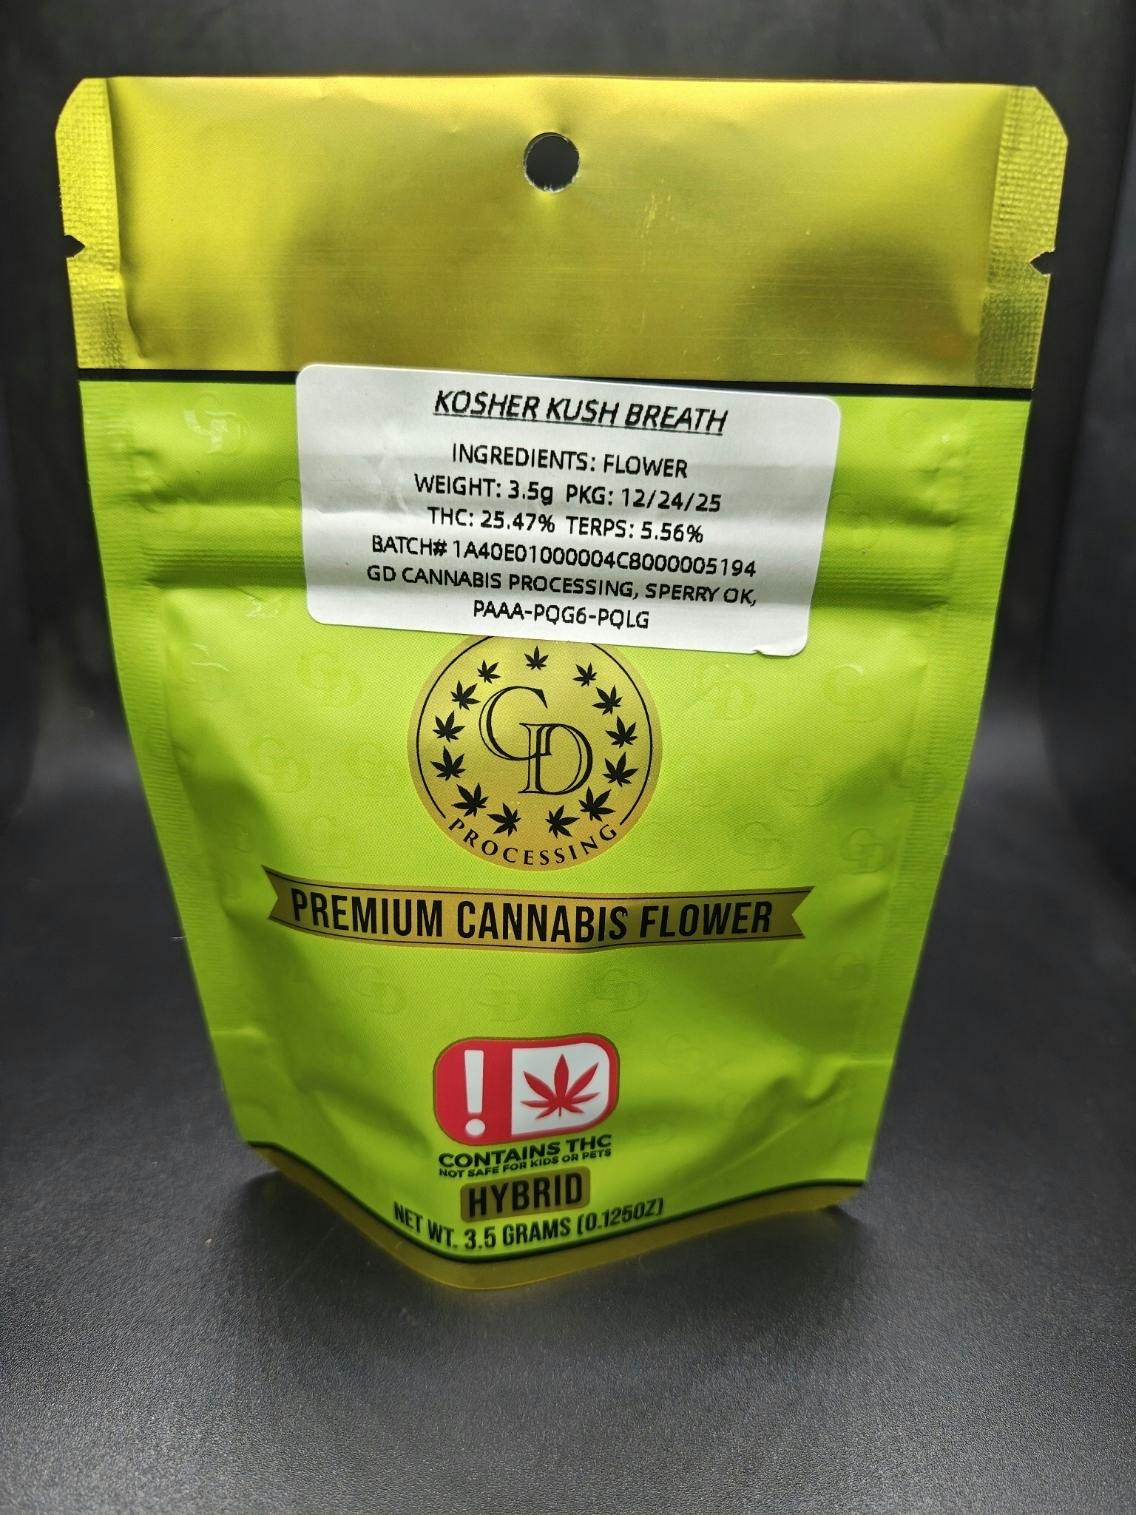 KOSHER KUSH BREATH
INGREDIENTS: FLOWER
WEIGHT: 3.5g PKG: 12/24/25
THC: 25.47% TERPS: 5.56%
BATCH# 1A40E01000004C8000005194
GD CANNABIS PROCESSING, SPERRY OK,
PAAA-PQG6-PQLG
GD
PROCESSING
PREMIUM CANNABIS FLOWER
!
CONTAINS THC
NOT SAFE FOR KIDS OR PETS
HYBRID
NET WT. 3.5 GRAMS (0.125OZ)